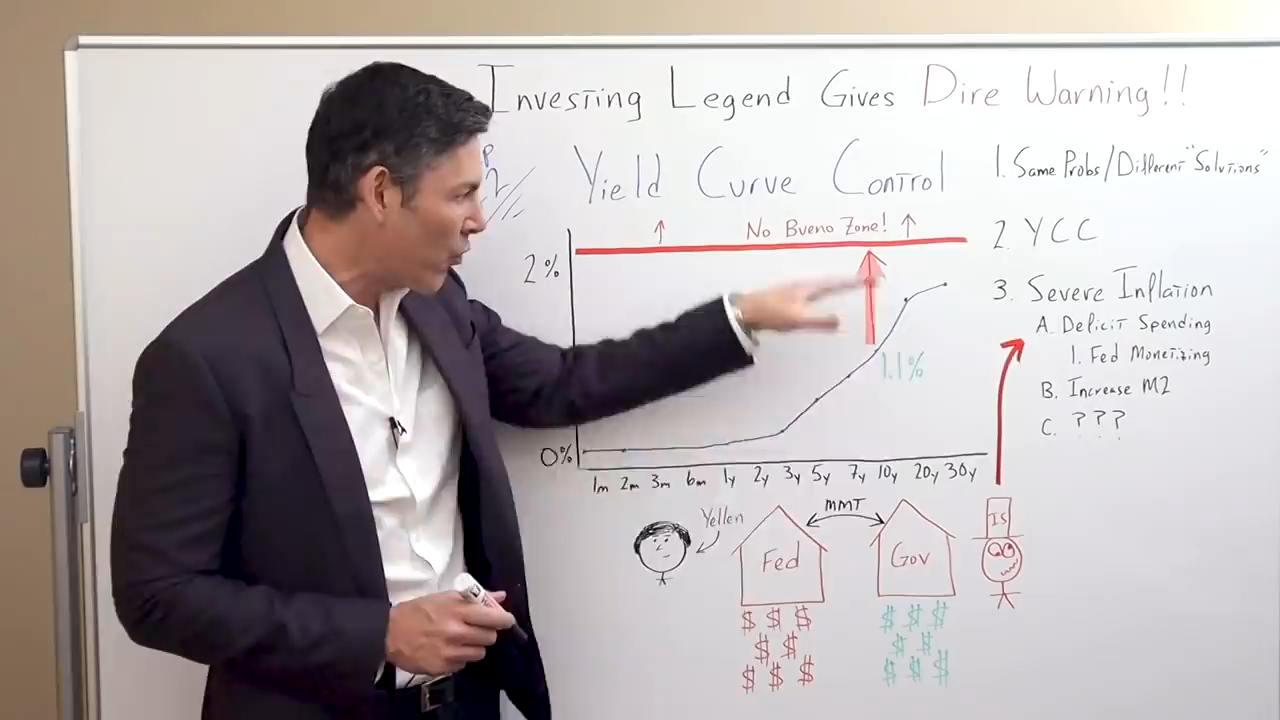 Investing Legend Gives Dire Warning!!
Yield Curve Control
No Bueno Zone!
2%
1.1%
0%
1m 2m 3m 6m 1y 2y 3y 5y 7y 10y 20y 30y
Yellen
MMT
Fed
Gov
$ $ $ $ $ $
$ $ $ $
$ $ $ $ $ $
1. Same Probs/Different "Solutions"
2. YCC
3. Severe Inflation
A. Deficit Spending
1. Fed Monetizing
B. Increase M2
C. ???
IS